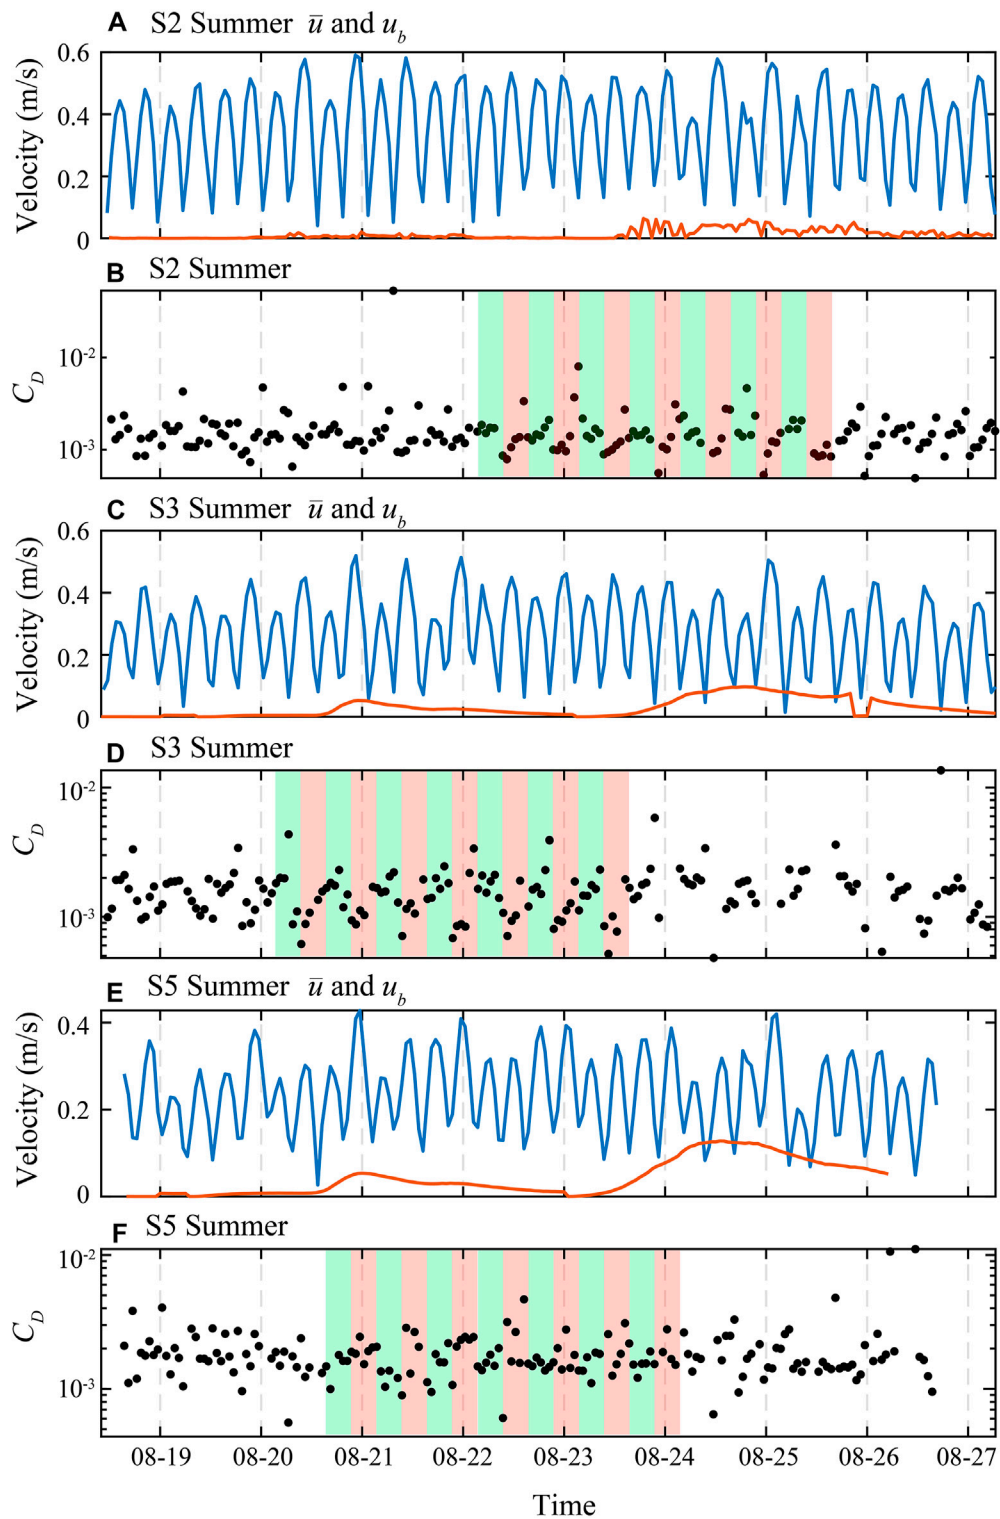 A S2 Summer u̅ and u_b
Velocity (m/s)
0.6
0.4
0.2
0
B S2 Summer
C_D
10⁻²
10⁻³
C S3 Summer u̅ and u_b
Velocity (m/s)
0.6
0.4
0.2
0
D S3 Summer
C_D
10⁻²
10⁻³
E S5 Summer u̅ and u_b
Velocity (m/s)
0.4
0.2
0
F S5 Summer
C_D
10⁻²
10⁻³
08-19 08-20 08-21 08-22 08-23 08-24 08-25 08-26 08-27
Time